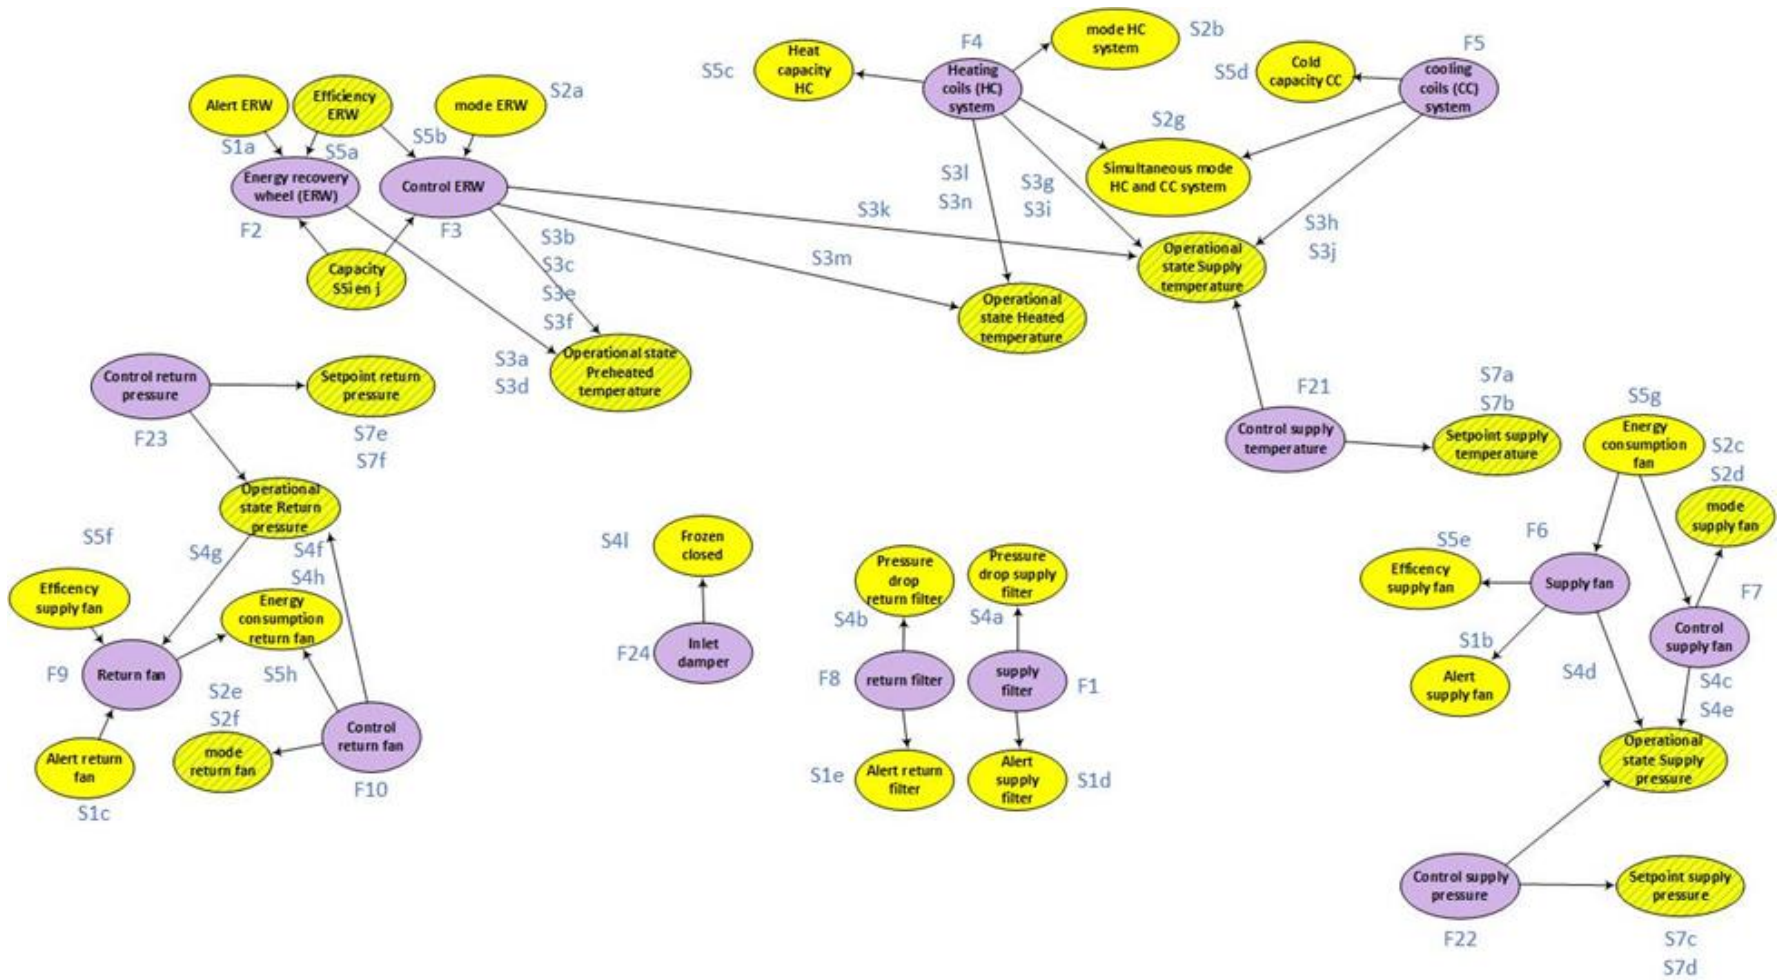 F4
Heating
coils (HC)
system
mode HC
system
S2b
Heat
capacity
HC
S5c
F5
cooling
coils (CC)
system
Cold
capacity CC
S5d
S2g
Simultaneous mode
HC and CC system
Alert ERW
Efficiency
ERW
mode ERW
S2a
S1a
S5a
S5b
Energy recovery
wheel (ERW)
F2
Control ERW
F3
Capacity
S5i en j
S3b
S3c
S3e
S3f
S3a
S3d
Operational state
Preheated
temperature
S3k
S3m
S3l
S3n
S3g
S3i
S3h
S3j
Operational
state Supply
temperature
Operational
state Heated
temperature
Control return
pressure
F23
Setpoint return
pressure
S7e
S7f
Operational
state Return
pressure
S5f
S4g
S4f
S4h
Efficency
supply fan
Energy
consumption
return fan
F9
Return fan
S5h
S2e
S2f
mode
return fan
Control
return fan
F10
Alert return
fan
S1c
S4l
Frozen
closed
F24
Inlet
damper
Pressure
drop
return filter
S4b
F8
return filter
S1e
Alert return
filter
Pressure
drop supply
filter
S4a
supply
filter
F1
Alert
supply
filter
S1d
F21
Control supply
temperature
S7a
S7b
Setpoint supply
temperature
S5g
Energy
consumption
fan
S2c
S2d
mode
supply fan
F6
Supply fan
S5e
Efficency
supply fan
S1b
Alert
supply fan
F7
Control
supply fan
S4d
S4c
S4e
Operational
state Supply
pressure
Control supply
pressure
F22
Setpoint supply
pressure
S7c
S7d